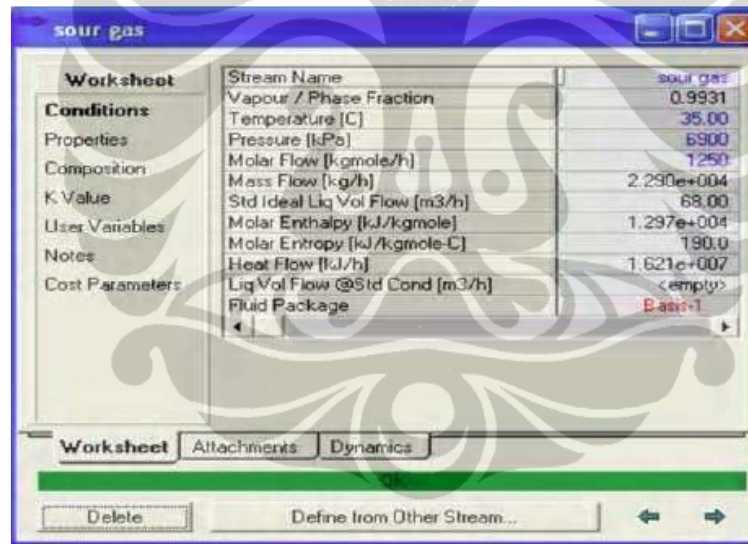 sour gas
Worksheet
Conditions
Properties
Composition
K Value
User Variables
Notes
Cost Parameters
Stream Name sour gas
Vapour / Phase Fraction 0.9931
Temperature [C] 35.00
Pressure [kPa] 6900
Molar Flow [kgmole/h] 1250
Mass Flow [kg/h] 2.290e+004
Std Ideal Liq Vol Flow [m3/h] 68.00
Molar Enthalpy [kJ/kgmole] 1.297e+004
Molar Entropy [kJ/kgmole-C] 190.0
Heat Flow [kJ/h] 1.621e+007
Liq Vol Flow @Std Cond [m3/h] <empty>
Fluid Package Basis-1
Worksheet Attachments Dynamics
OK
Delete Define from Other Stream...